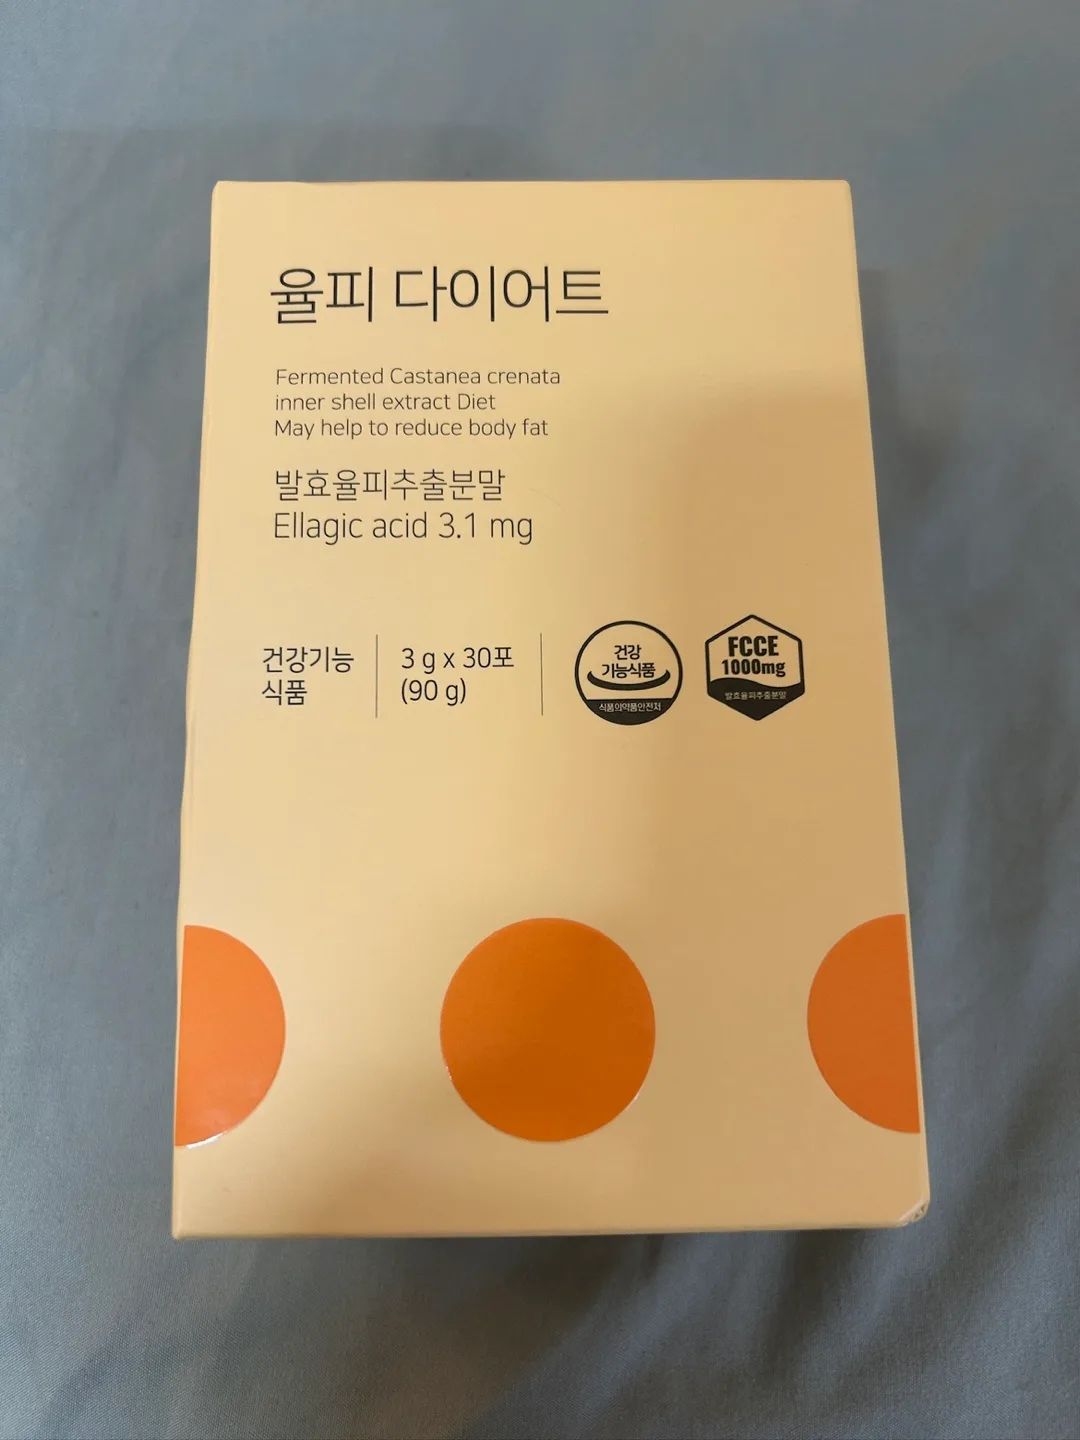 율피 다이어트
Fermented Castanea crenata
inner shell extract Diet
May help to reduce body fat
발효율피추출분말
Ellagic acid 3.1 mg
건강기능
식품
3 g x 30포
(90 g)
건강
기능식품
식품의약품안전처
FCCE
1000mg
발효율피추출분말